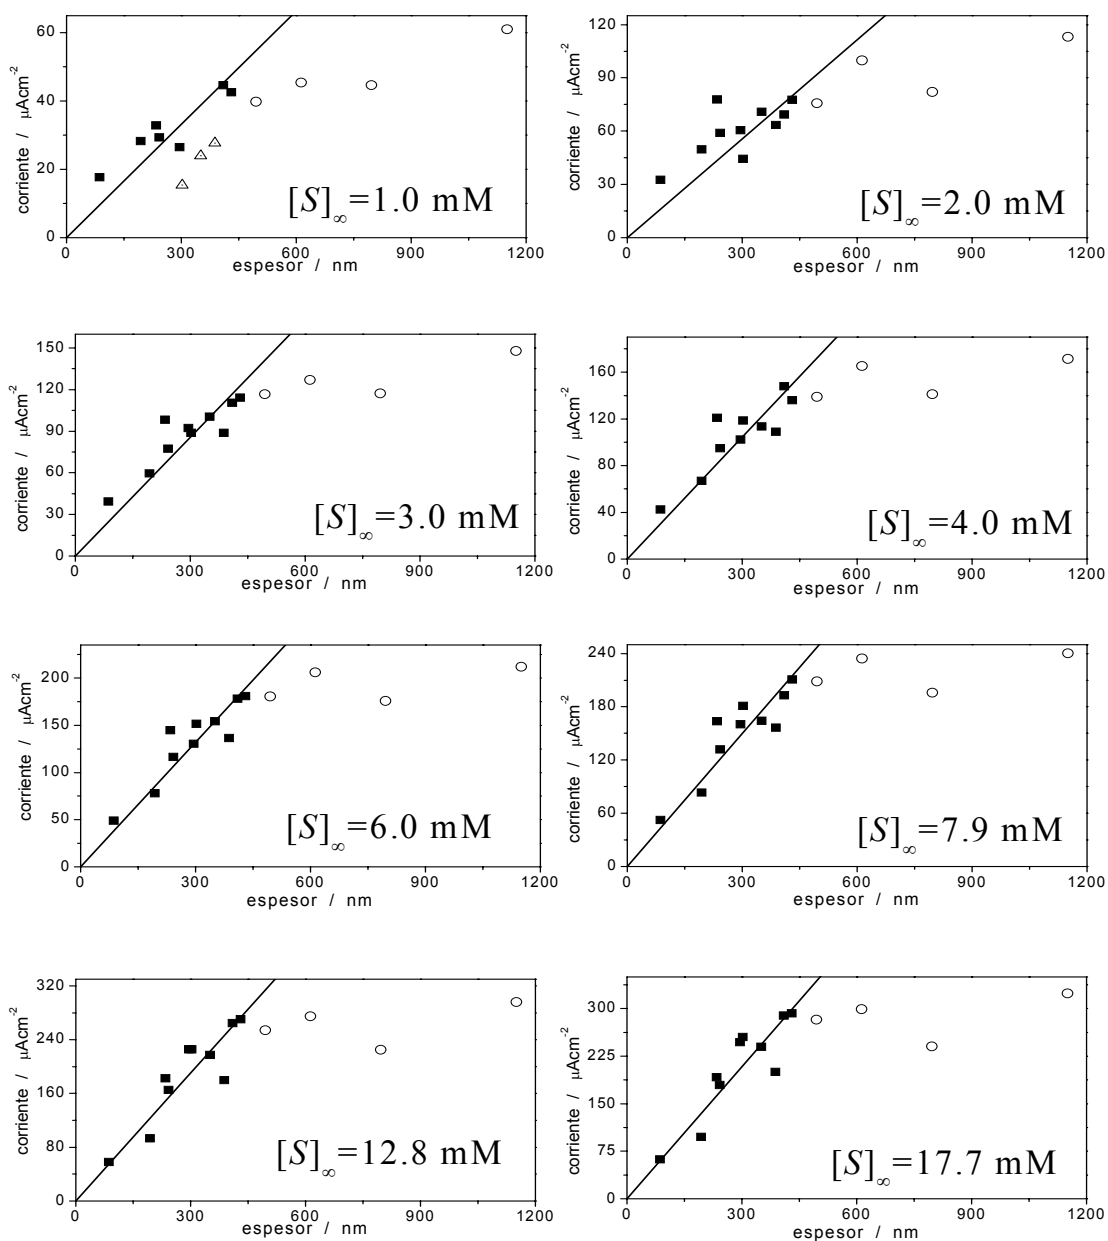 corriente / µAcm-2
60
40
20
0
0 300 600 900 1200
espesor / nm
[S]∞=1.0 mM
corriente / µAcm-2
120
90
60
30
0
0 300 600 900 1200
espesor / nm
[S]∞=2.0 mM
corriente / µAcm-2
150
120
90
60
30
0
0 300 600 900 1200
espesor / nm
[S]∞=3.0 mM
corriente / µAcm-2
160
120
80
40
0
0 300 600 900 1200
espesor / nm
[S]∞=4.0 mM
corriente / µAcm-2
200
150
100
50
0
0 300 600 900 1200
espesor / nm
[S]∞=6.0 mM
corriente / µAcm-2
240
180
120
60
0
0 300 600 900 1200
espesor / nm
[S]∞=7.9 mM
corriente / µAcm-2
320
240
160
80
0
0 300 600 900 1200
espesor / nm
[S]∞=12.8 mM
corriente / µAcm-2
300
225
150
75
0
0 300 600 900 1200
espesor / nm
[S]∞=17.7 mM